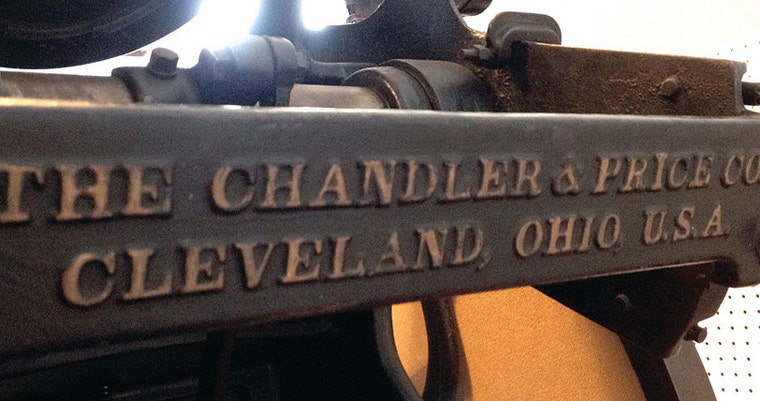 THE CHANDLER & PRICE CO
CLEVELAND, OHIO, U.S.A.